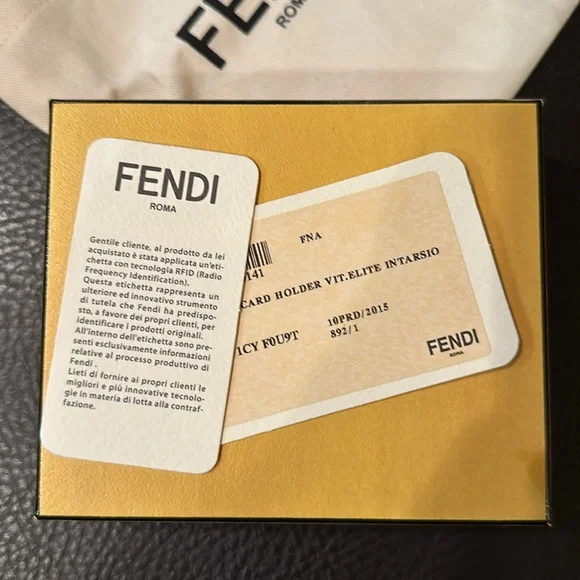 FENDI
ROMA
FENDI
ROMA
Gentile cliente, al prodotto da lei
acquistato è stata applicata un'eti-
chetta con tecnologia RFID (Radio
Frequency Identification).
Questa etichetta rappresenta un
ulteriore ed innovativo strumento
di tutela che Fendi ha predispo-
sto, a favore dei propri clienti, per
identificare i prodotti originali.
All'interno dell'etichetta sono pre-
senti esclusivamente informazioni
relative al processo produttivo di
Fendi .
Lieti di fornire ai propri clienti le
migliori e più innovative tecnolo-
gie in materia di lotta alla contraf-
fazione.
FNA
141
CARD HOLDER VIT.ELITE INTARSIO
10PRD/2015
1CY F0U9T 892/1
FENDI
ROMA